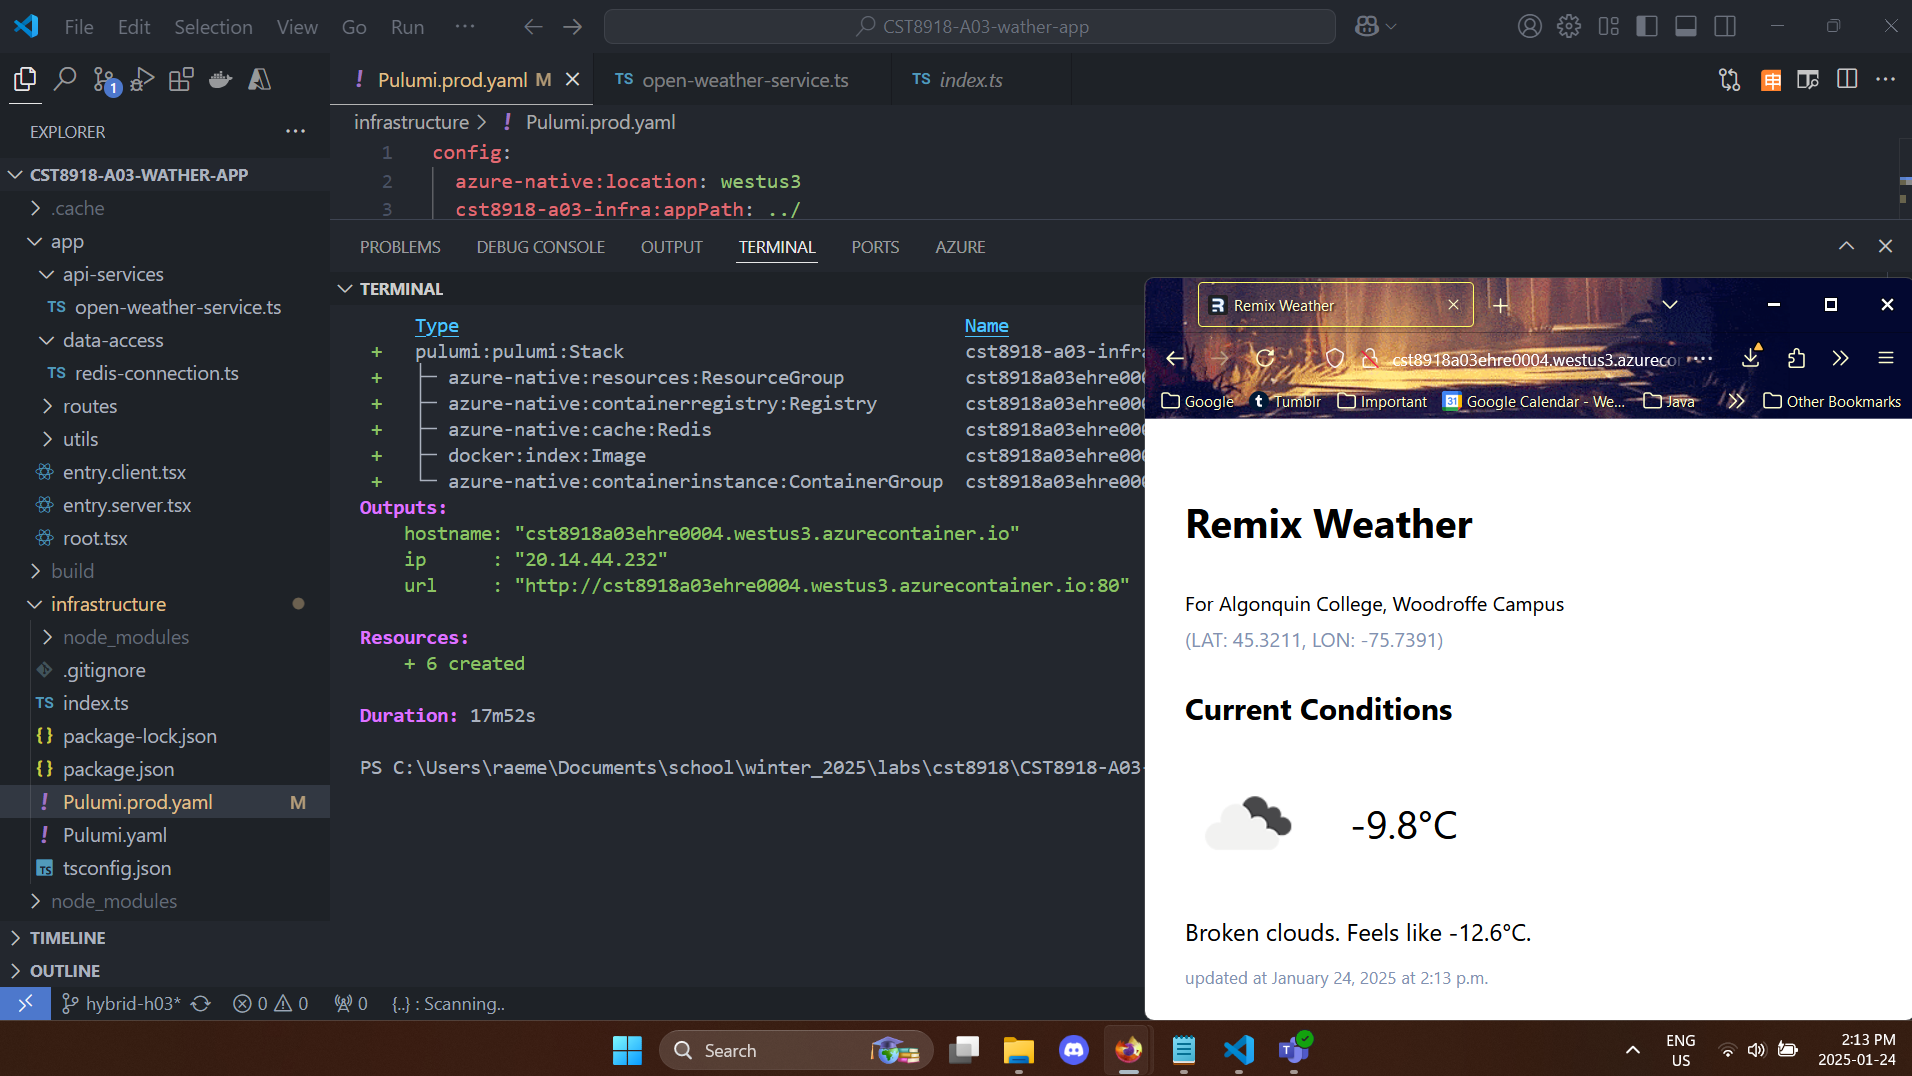 File Edit Selection View Go Run ··· CST8918-A03-wather-app
1 Pulumi.prod.yaml M TS open-weather-service.ts TS index.ts
EXPLORER ···
infrastructure > ! Pulumi.prod.yaml
CST8918-A03-WATHER-APP
.cache
app
api-services
TS open-weather-service.ts
data-access
TS redis-connection.ts
routes
utils
entry.client.tsx
entry.server.tsx
root.tsx
build
infrastructure
node_modules
.gitignore
TS index.ts
{} package-lock.json
{} package.json
! Pulumi.prod.yaml M
! Pulumi.yaml
TS tsconfig.json
node_modules
TIMELINE
OUTLINE
1 config:
2 azure-native:location: westus3
3 cst8918-a03-infra:appPath: ../
PROBLEMS DEBUG CONSOLE OUTPUT TERMINAL PORTS AZURE
TERMINAL
Type Name
+ pulumi:pulumi:Stack cst8918-a03-infra
+ ├─ azure-native:resources:ResourceGroup cst8918a03ehre000
+ ├─ azure-native:containerregistry:Registry cst8918a03ehre000
+ ├─ azure-native:cache:Redis cst8918a03ehre000
+ ├─ docker:index:Image cst8918a03ehre000
+ └─ azure-native:containerinstance:ContainerGroup cst8918a03ehre000
Outputs:
hostname: "cst8918a03ehre0004.westus3.azurecontainer.io"
ip : "20.14.44.232"
url : "http://cst8918a03ehre0004.westus3.azurecontainer.io:80"
Resources:
+ 6 created
Duration: 17m52s
PS C:\Users\raeme\Documents\school\winter_2025\labs\cst8918\CST8918-A03-
Remix Weather
cst8918a03ehre0004.westus3.azurecor ···
Google t Tumblr Important 31 Google Calendar - We... Java Other Bookmarks
Remix Weather
For Algonquin College, Woodroffe Campus
(LAT: 45.3211, LON: -75.7391)
Current Conditions
-9.8°C
Broken clouds. Feels like -12.6°C.
updated at January 24, 2025 at 2:13 p.m.
hybrid-h03* 0 0 0 {..} : Scanning..
Search
ENG
US
2:13 PM
2025-01-24